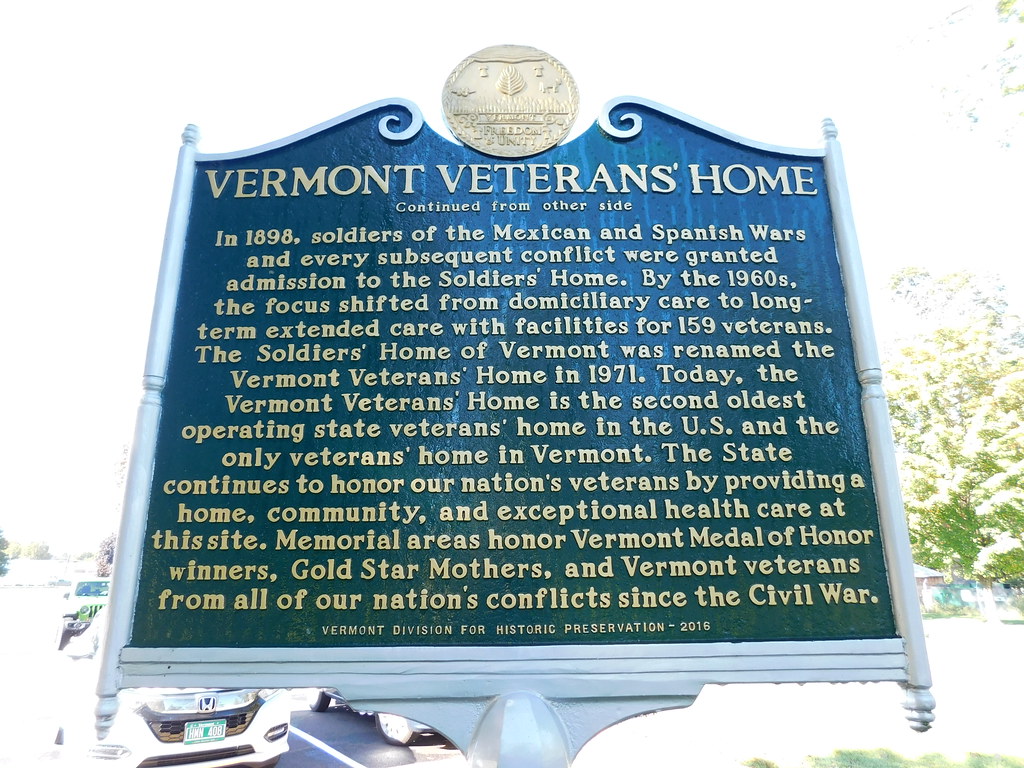 VERMONT
FREEDOM
& UNITY
VERMONT VETERANS' HOME
Continued from other side
In 1898, soldiers of the Mexican and Spanish Wars
and every subsequent conflict were granted
admission to the Soldiers' Home. By the 1960s,
the focus shifted from domiciliary care to long-
term extended care with facilities for 159 veterans.
The Soldiers' Home of Vermont was renamed the
Vermont Veterans' Home in 1971. Today, the
Vermont Veterans' Home is the second oldest
operating state veterans' home in the U.S. and the
only veterans' home in Vermont. The State
continues to honor our nation's veterans by providing a
home, community, and exceptional health care at
this site. Memorial areas honor Vermont Medal of Honor
winners, Gold Star Mothers, and Vermont veterans
from all of our nation's conflicts since the Civil War.
VERMONT DIVISION FOR HISTORIC PRESERVATION - 2016
HNN 408